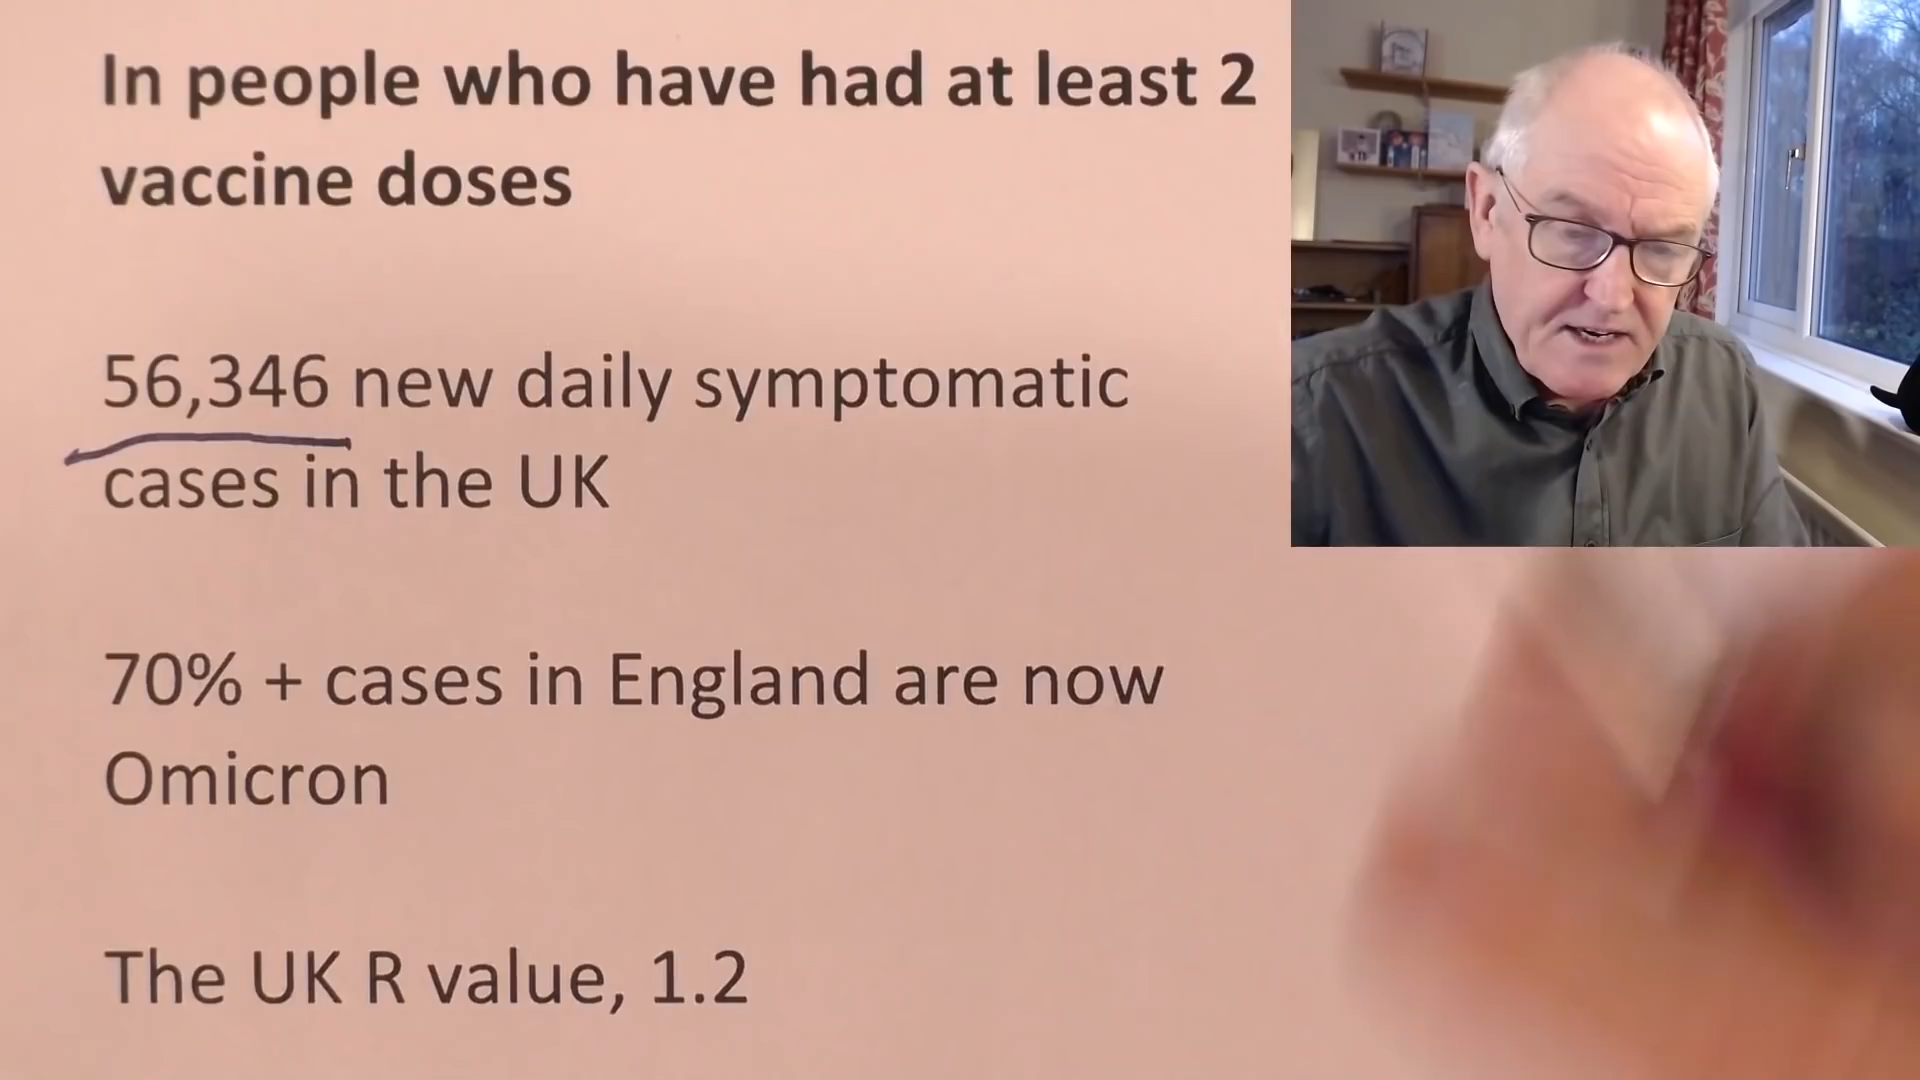 In people who have had at least 2
vaccine doses
56,346 new daily symptomatic
cases in the UK
70% + cases in England are now
Omicron
The UK R value, 1.2